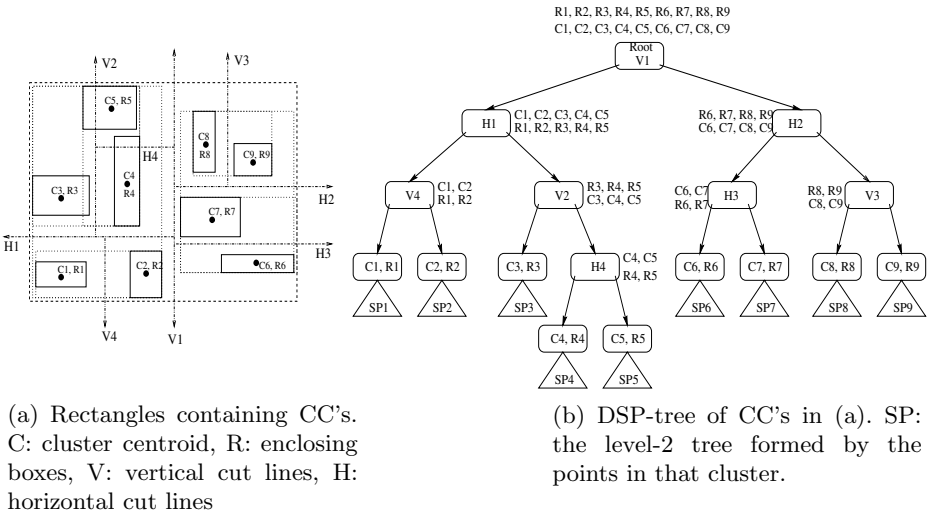 R1, R2, R3, R4, R5, R6, R7, R8, R9
C1, C2, C3, C4, C5, C6, C7, C8, C9
Root
V1
V2
V3
C5, R5
C8
R8
C9, R9
H4
C4
R4
C3, R3
H2
C7, R7
H1
H3
C1, R1
C2, R2
C6, R6
V4
V1
H1
C1, C2, C3, C4, C5
R1, R2, R3, R4, R5
R6, R7, R8, R9
C6, C7, C8, C9
H2
V4
C1, C2
R1, R2
V2
R3, R4, R5
C3, C4, C5
C6, C7
R6, R7
H3
R8, R9
C8, C9
V3
C1, R1
C2, R2
C3, R3
H4
C4, C5
R4, R5
C6, R6
C7, R7
C8, R8
C9, R9
SP1
SP2
SP3
SP6
SP7
SP8
SP9
C4, R4
C5, R5
SP4
SP5
(a) Rectangles containing CC's.
C: cluster centroid, R: enclosing
boxes, V: vertical cut lines, H:
horizontal cut lines
(b) DSP-tree of CC's in (a). SP:
the level-2 tree formed by the
points in that cluster.